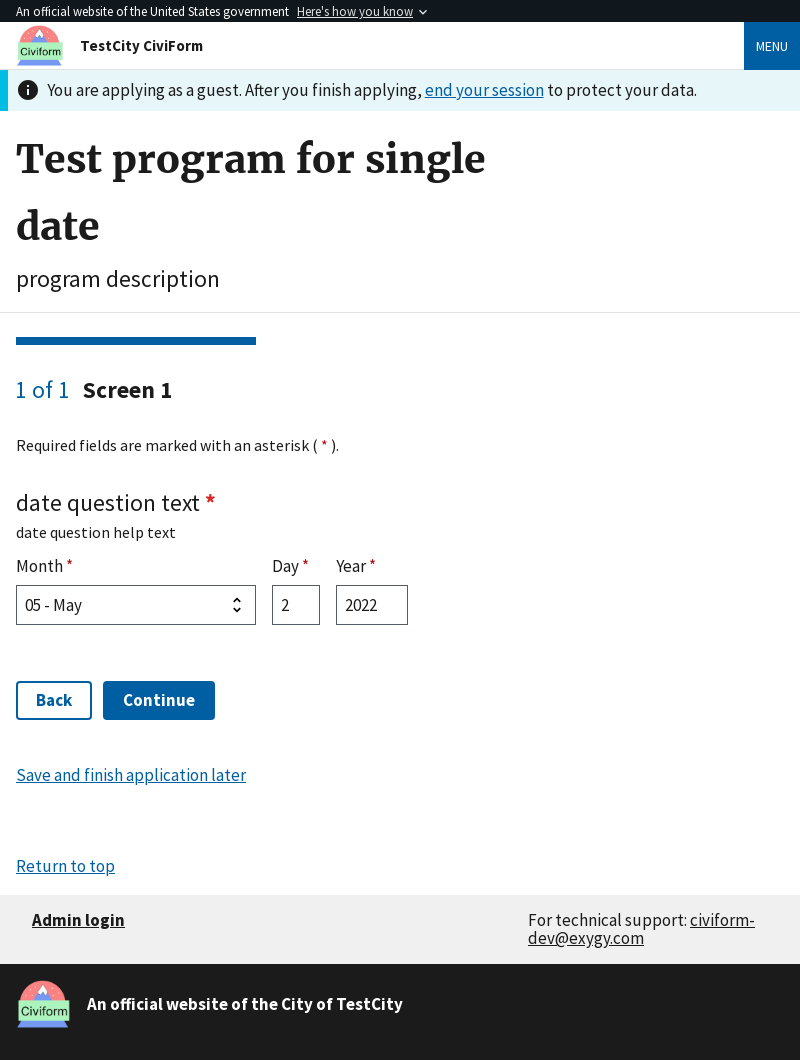 An official website of the United States government Here's how you know
Civiform TestCity CiviForm MENU
You are applying as a guest. After you finish applying, end your session to protect your data.
Test program for single
date
program description
1 of 1 Screen 1
Required fields are marked with an asterisk ( * ).
date question text *
date question help text
Month * Day * Year *
05 - May 2 2022
Back Continue
Save and finish application later
Return to top
Admin login For technical support: civiform-
dev@exygy.com
Civiform An official website of the City of TestCity